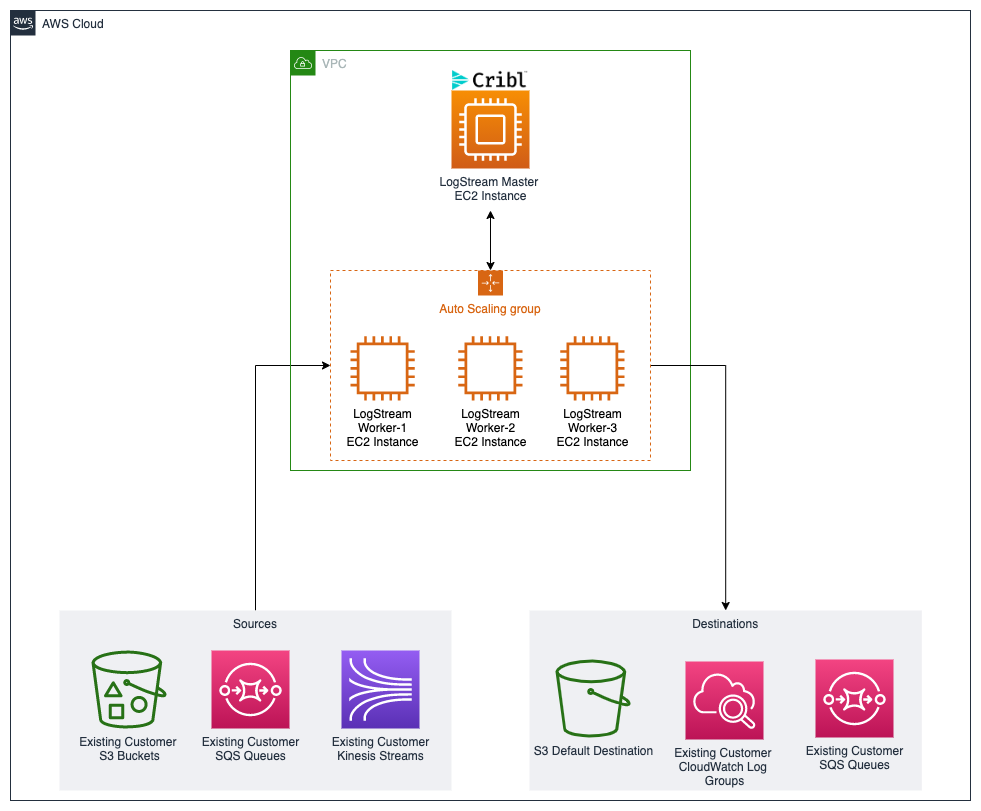 aws
AWS Cloud
VPC
Cribl
LogStream Master
EC2 Instance
Auto Scaling group
LogStream
Worker-1
EC2 Instance
LogStream
Worker-2
EC2 Instance
LogStream
Worker-3
EC2 Instance
Sources
Existing Customer
S3 Buckets
Existing Customer
SQS Queues
Existing Customer
Kinesis Streams
Destinations
S3 Default Destination
Existing Customer
CloudWatch Log
Groups
Existing Customer
SQS Queues